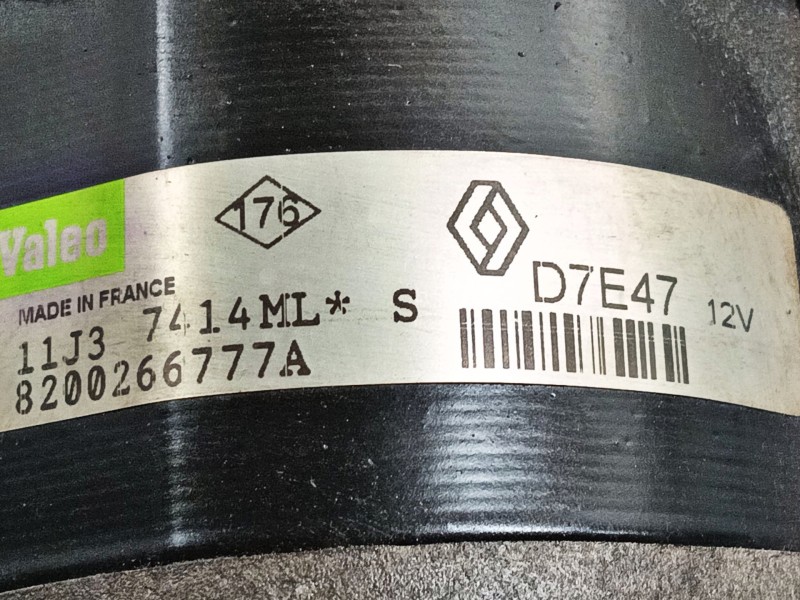 Valeo
176
MADE IN FRANCE
D7E47 12V
11J3 7414ML* S
8200266777A